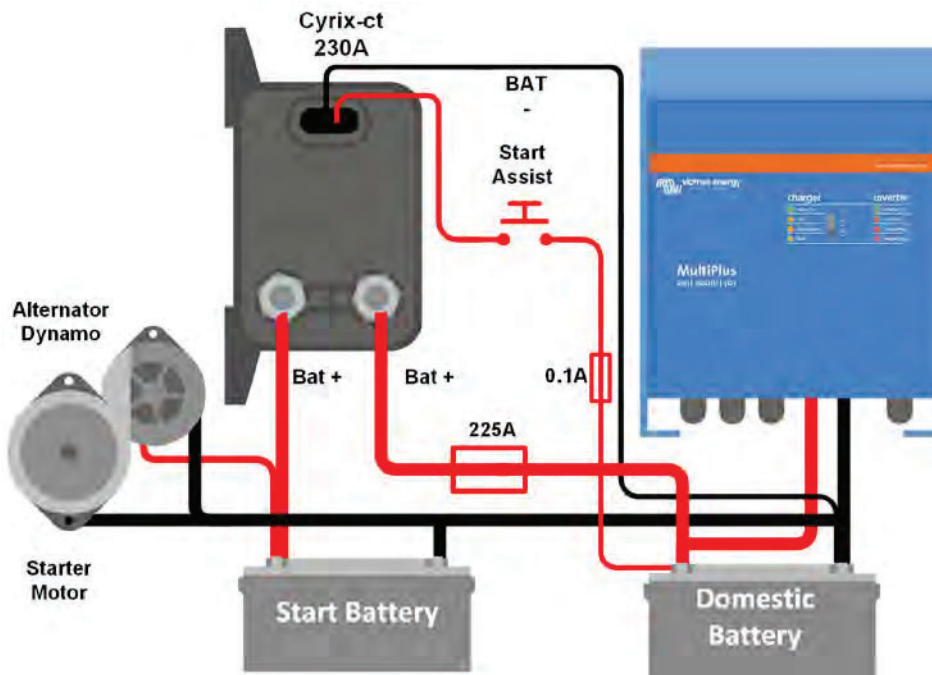 Cyrix-ct
230A
BAT
-
Start
Assist
victron energy
charger
inverter
MultiPlus
Alternator
Dynamo
Bat +
Bat +
0.1A
225A
Starter
Motor
Start Battery
Domestic
Battery